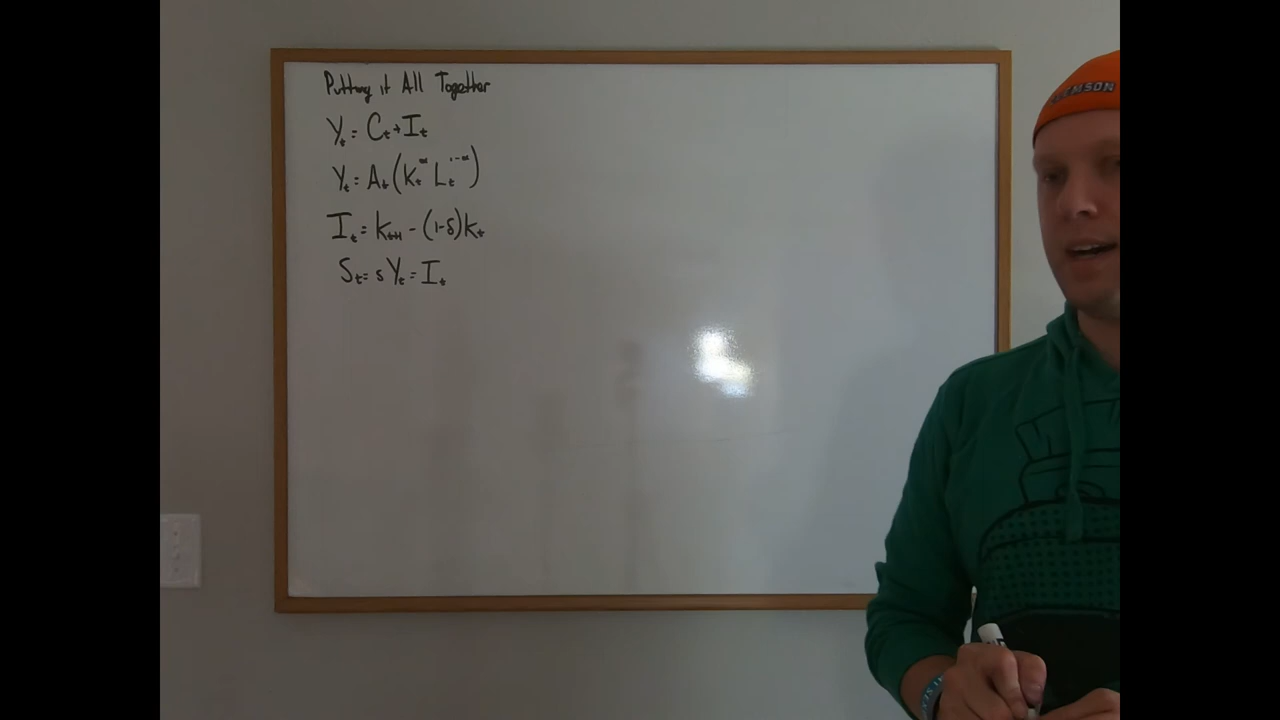 Putting it All Together
Yₜ = Cₜ + Iₜ
Yₜ = Aₜ(Kₜ^α Lₜ^1-α)
Iₜ = Kₜ₊₁ - (1-δ)Kₜ
Sₜ = sYₜ = Iₜ
CLEMSON